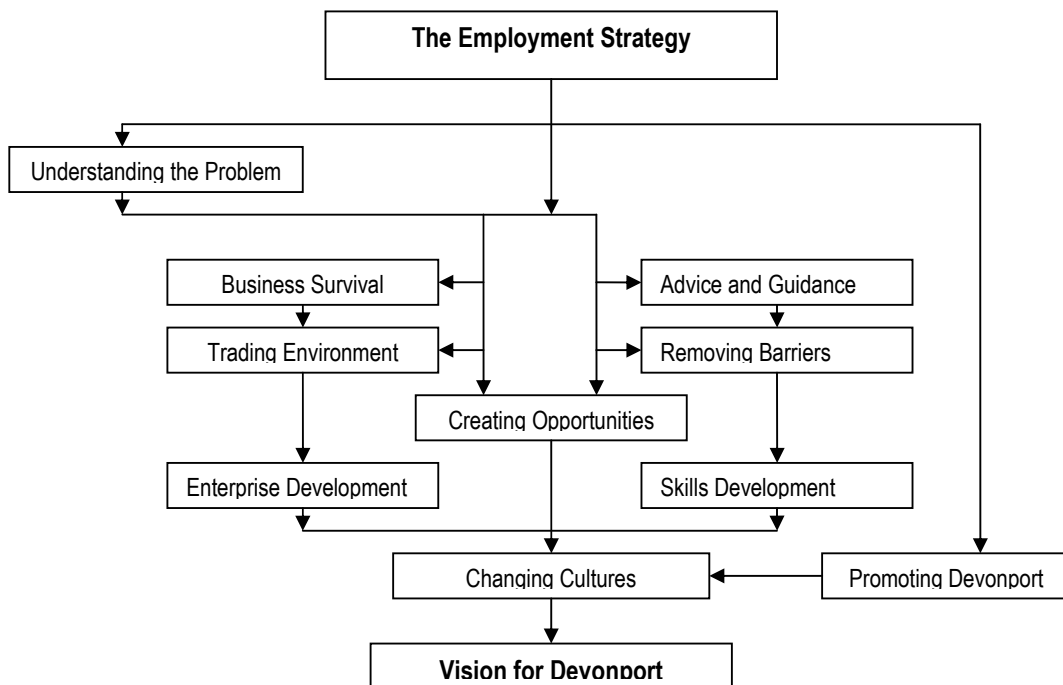 The Employment Strategy
Understanding the Problem
Business Survival
Advice and Guidance
Trading Environment
Removing Barriers
Creating Opportunities
Enterprise Development
Skills Development
Changing Cultures
Promoting Devonport
Vision for Devonport